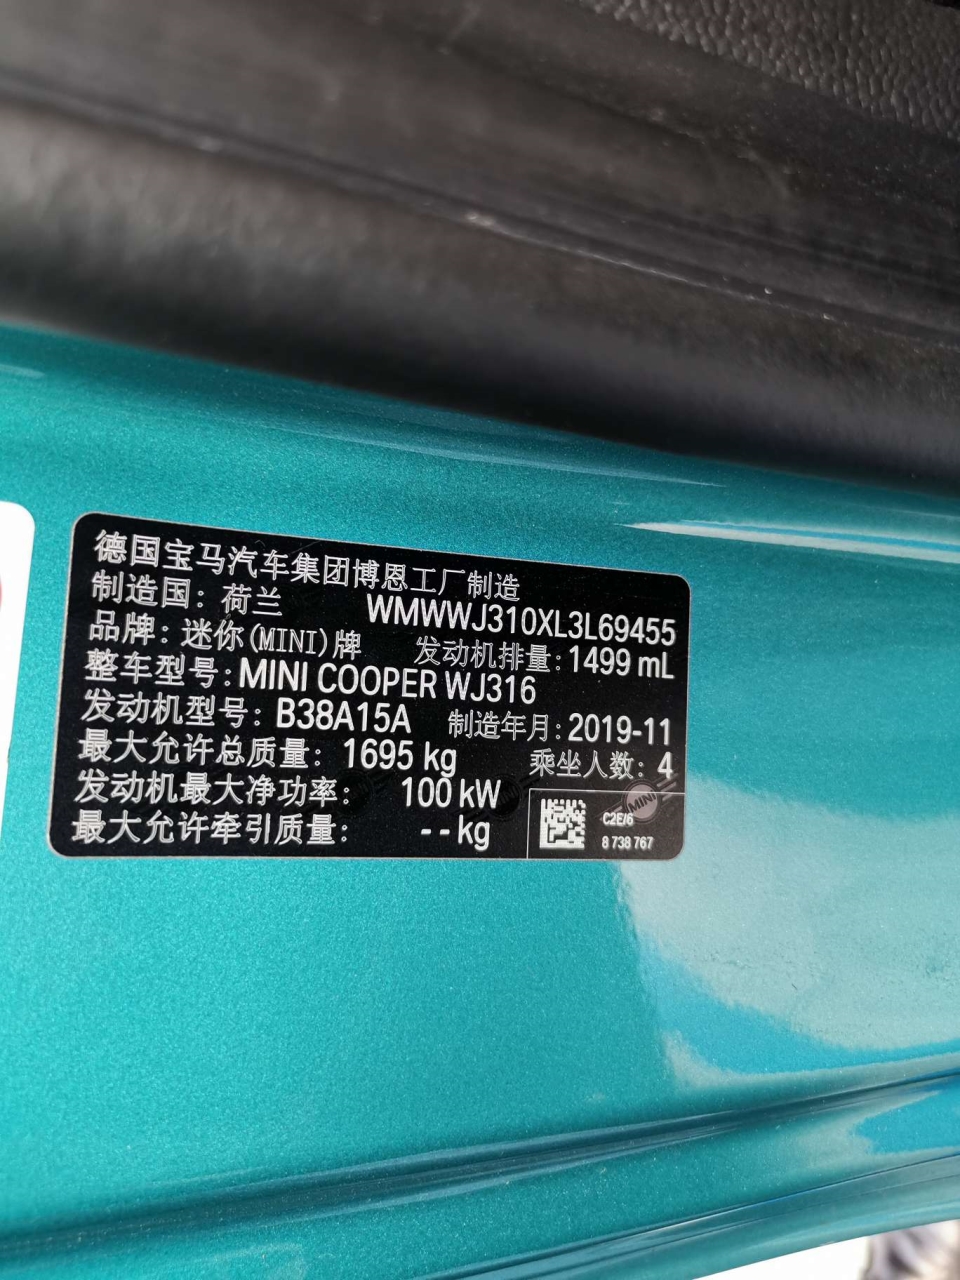 德国宝马汽车集团博恩工厂制造
制造国: 荷兰 WMWWJ310XL3L69455
品牌: 迷你(MINI)牌 发动机排量: 1499 mL
整车型号: MINI COOPER WJ316
发动机型号: B38A15A 制造年月: 2019-11
最大允许总质量: 1695 kg 乘坐人数: 4
发动机最大净功率: 100 kW
最大允许牵引质量: -- kg
MINI
C2E/6
8 738 767